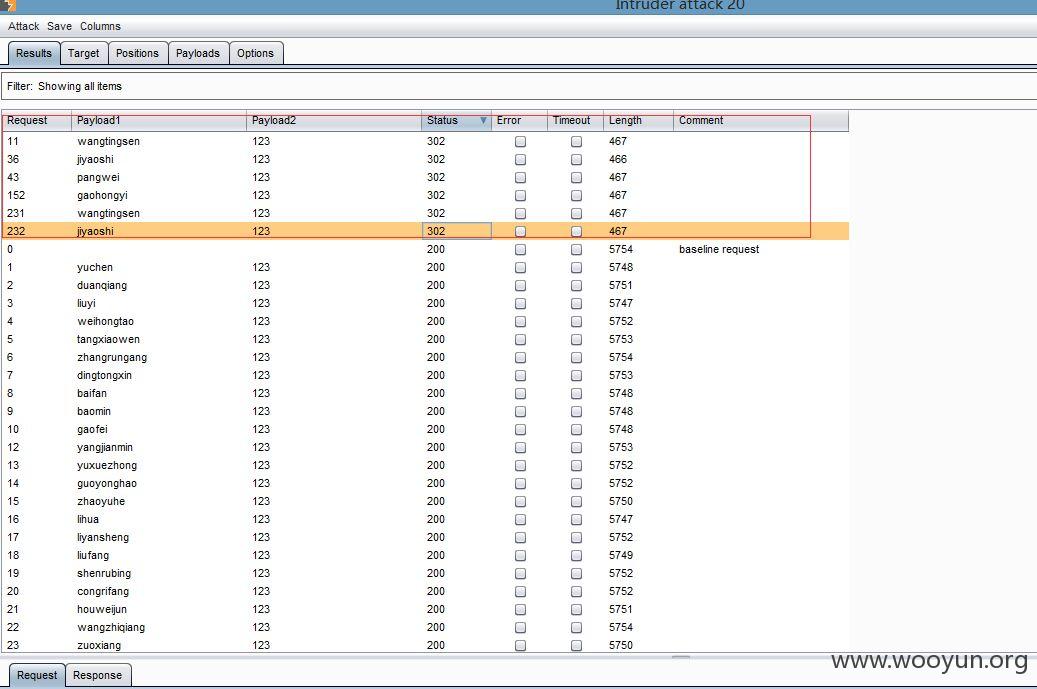 Intruder attack 20
Attack Save Columns
Results Target Positions Payloads Options
Filter: Showing all items
Request Payload1 Payload2 Status Error Timeout Length Comment
11 wangtingsen 123 302 467
36 jiyaoshi 123 302 466
43 pangwei 123 302 467
152 gaohongyi 123 302 467
231 wangtingsen 123 302 467
232 jiyaoshi 123 302 467
0 200 5754 baseline request
1 yuchen 123 200 5748
2 duanqiang 123 200 5751
3 liuyi 123 200 5747
4 weihongtao 123 200 5752
5 tangxiaowen 123 200 5753
6 zhangrungang 123 200 5754
7 dingtongxin 123 200 5753
8 baifan 123 200 5748
9 baomin 123 200 5748
10 gaofei 123 200 5748
12 yangjianmin 123 200 5753
13 yuxuezhong 123 200 5752
14 guoyonghao 123 200 5752
15 zhaoyuhe 123 200 5750
16 lihua 123 200 5747
17 liyansheng 123 200 5752
18 liufang 123 200 5749
19 shenrubing 123 200 5752
20 congrifang 123 200 5752
21 houweijun 123 200 5751
22 wangzhiqiang 123 200 5754
23 zuoxiang 123 200 5750
www.wooyun.org
Request Response